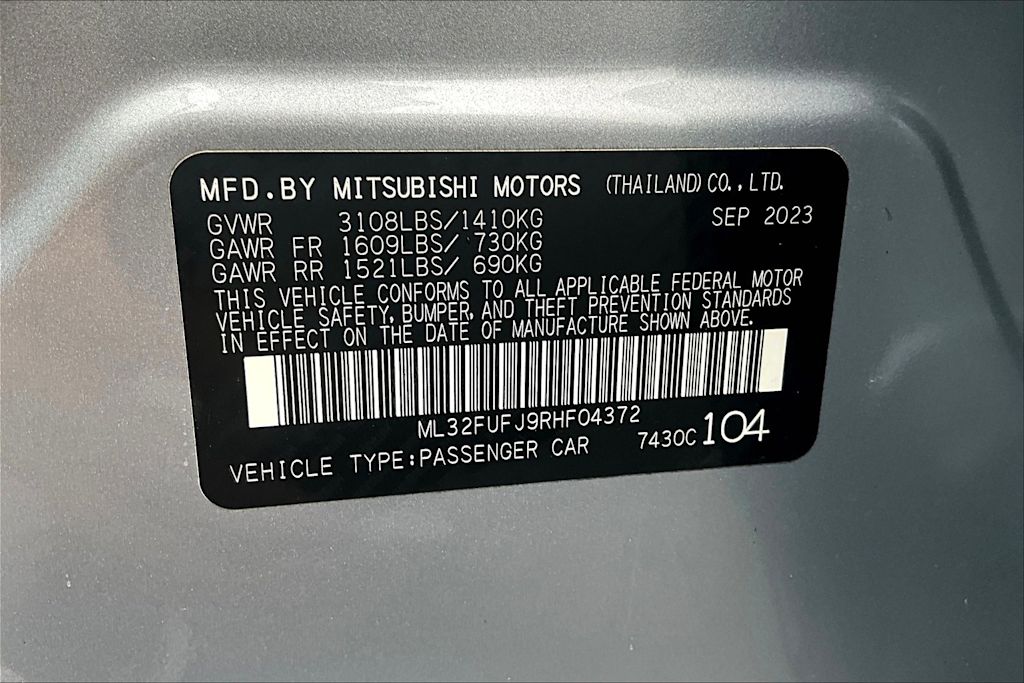 MFD.BY MITSUBISHI MOTORS (THAILAND) CO.,LTD.
GVWR 3108LBS/1410KG SEP 2023
GAWR FR 1609LBS/ 730KG
GAWR RR 1521LBS/ 690KG
THIS VEHICLE CONFORMS TO ALL APPLICABLE FEDERAL MOTOR
VEHICLE SAFETY, BUMPER, AND THEFT PREVENTION STANDARDS
IN EFFECT ON THE DATE OF MANUFACTURE SHOWN ABOVE.
ML32FUFJ9RHF04372
VEHICLE TYPE:PASSENGER CAR 7430C 104